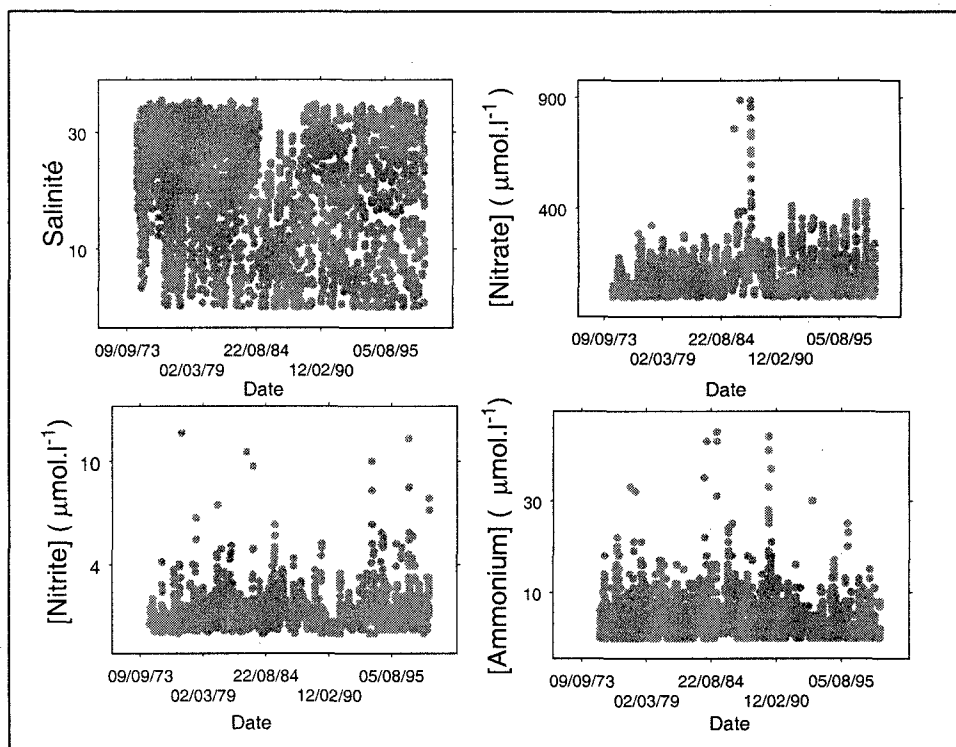 Salinité
30
10
09/09/73 22/08/84 05/08/95
02/03/79 12/02/90
Date
[Nitrate] ( μmol.l-1)
900
400
09/09/73 22/08/84 05/08/95
02/03/79 12/02/90
Date
[Nitrite] ( μmol.l-1)
10
4
09/09/73 22/08/84 05/08/95
02/03/79 12/02/90
Date
[Ammonium] ( μmol.l-1)
30
10
09/09/73 22/08/84 05/08/95
02/03/79 12/02/90
Date